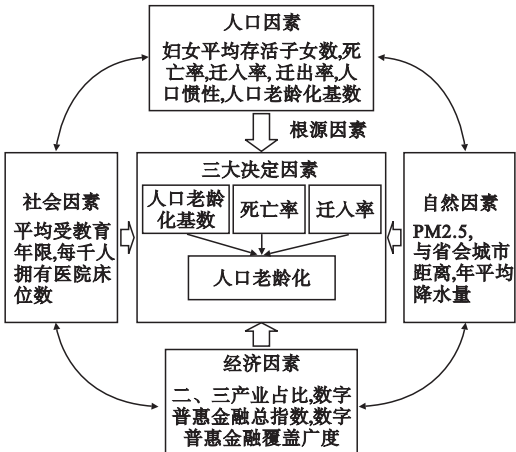 人口因素
妇女平均存活子女数,死
亡率,迁入率,迁出率,人
口惯性,人口老龄化基数
根源因素
社会因素
平均受教育
年限,每千人
拥有医院床
位数
三大决定因素
人口老龄
化基数
死亡率
迁入率
人口老龄化
自然因素
PM2.5,
与省会城市
距离,年平均
降水量
经济因素
二、三产业占比,数字
普惠金融总指数,数字
普惠金融覆盖广度